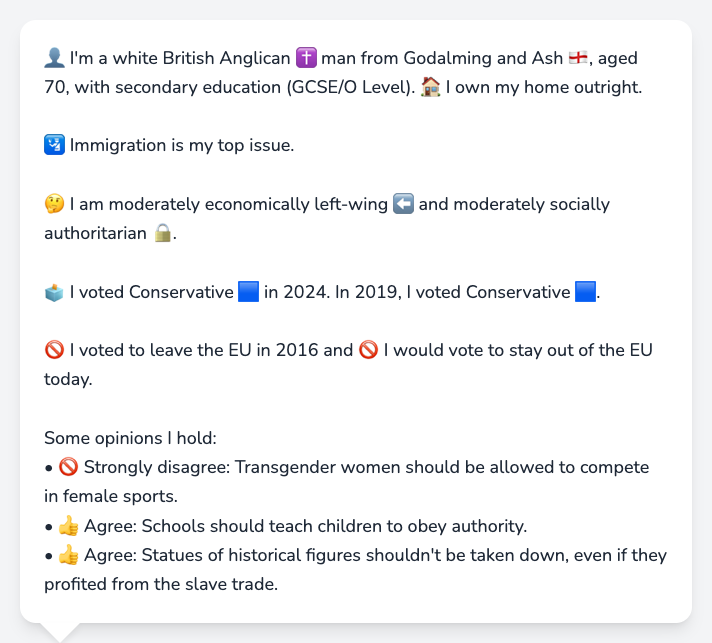 👤 I'm a white British Anglican ✝️ man from Godalming and Ash 🏴󠁧󠁢󠁥󠁮󠁧󠁿, aged
70, with secondary education (GCSE/O Level). 🏠 I own my home outright.
🛂 Immigration is my top issue.
🤔 I am moderately economically left-wing ⬅️ and moderately socially
authoritarian 🔒.
🗳️ I voted Conservative 🟦 in 2024. In 2019, I voted Conservative 🟦.
🚫 I voted to leave the EU in 2016 and 🚫 I would vote to stay out of the EU
today.
Some opinions I hold:
• 🚫 Strongly disagree: Transgender women should be allowed to compete
in female sports.
• 👍 Agree: Schools should teach children to obey authority.
• 👍 Agree: Statues of historical figures shouldn't be taken down, even if they
profited from the slave trade.